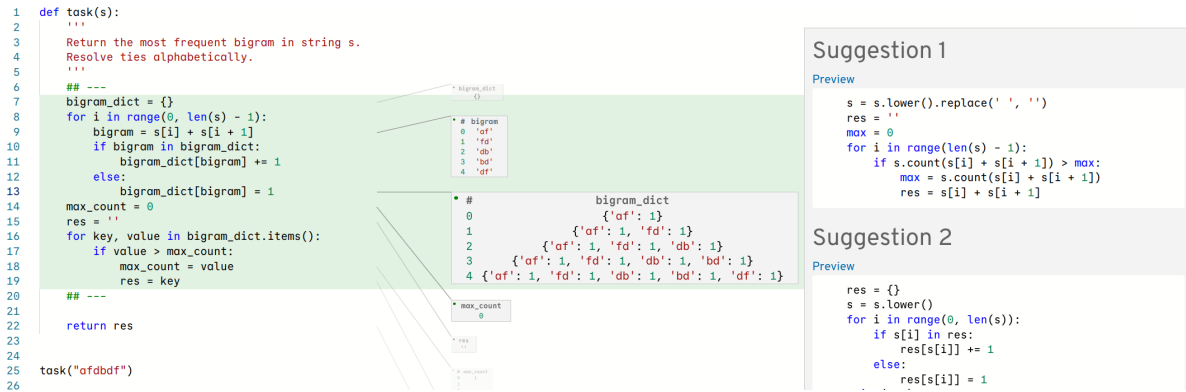 1 def task(s):
2 '''
3 Return the most frequent bigram in string s.
4 Resolve ties alphabetically.
5 '''
6 ## ---
7 bigram_dict = {}
8 for i in range(0, len(s) - 1):
9 bigram = s[i] + s[i + 1]
10 if bigram in bigram_dict:
11 bigram_dict[bigram] += 1
12 else:
13 bigram_dict[bigram] = 1
14 max_count = 0
15 res = ''
16 for key, value in bigram_dict.items():
17 if value > max_count:
18 max_count = value
19 res = key
20 ## ---
21
22 return res
23
24
25 task("afdbdf")
26
bigram_dict
{}
# bigram
0 'af'
1 'fd'
2 'db'
3 'bd'
4 'df'
# bigram_dict
0 {'af': 1}
1 {'af': 1, 'fd': 1}
2 {'af': 1, 'fd': 1, 'db': 1}
3 {'af': 1, 'fd': 1, 'db': 1, 'bd': 1}
4 {'af': 1, 'fd': 1, 'db': 1, 'bd': 1, 'df': 1}
max_count
0
res
''
# max_count
Suggestion 1
Preview
s = s.lower().replace(' ', '')
res = ''
max = 0
for i in range(len(s) - 1):
if s.count(s[i] + s[i + 1]) > max:
max = s.count(s[i] + s[i + 1])
res = s[i] + s[i + 1]
Suggestion 2
Preview
res = {}
s = s.lower()
for i in range(0, len(s)):
if s[i] in res:
res[s[i]] += 1
else:
res[s[i]] = 1